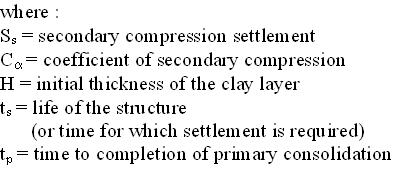 where :
Sₛ = secondary compression settlement
C_α = coefficient of secondary compression
H = initial thickness of the clay layer
tₛ = life of the structure
(or time for which settlement is required)
tₚ = time to completion of primary consolidation